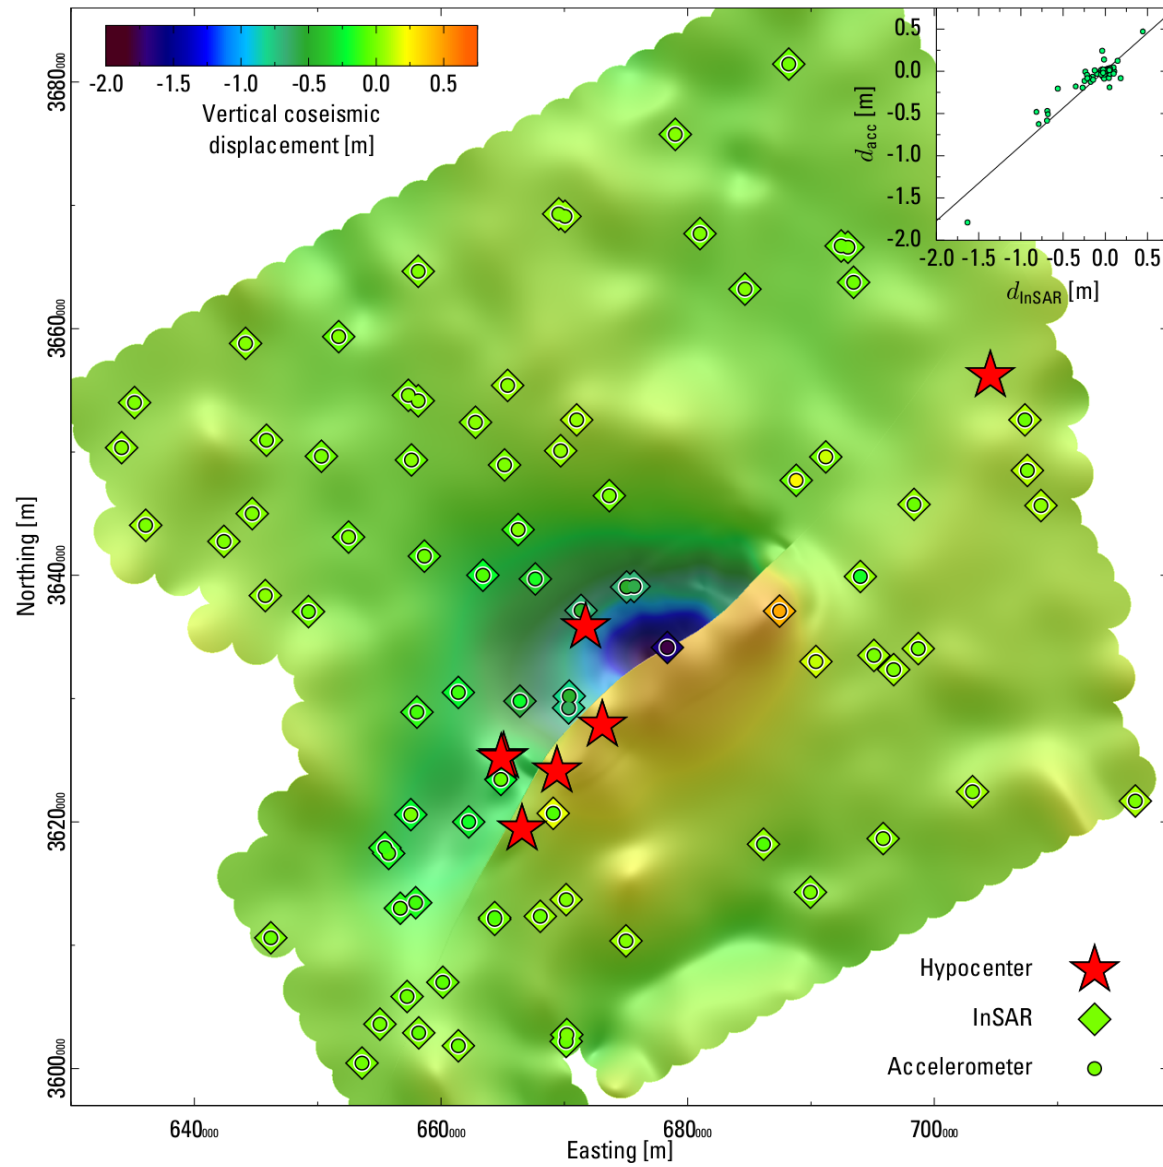 -2.0 -1.5 -1.0 -0.5 0.0 0.5
Vertical coseismic
displacement [m]
0.5
0.0
-0.5
-1.0
-1.5
-2.0
d_acc [m]
-2.0 -1.5 -1.0 -0.5 0.0 0.5
d_InSAR [m]
3680000
3660000
3640000
3620000
3600000
Northing [m]
Hypocenter
InSAR
Accelerometer
640000 660000 680000 700000
Easting [m]